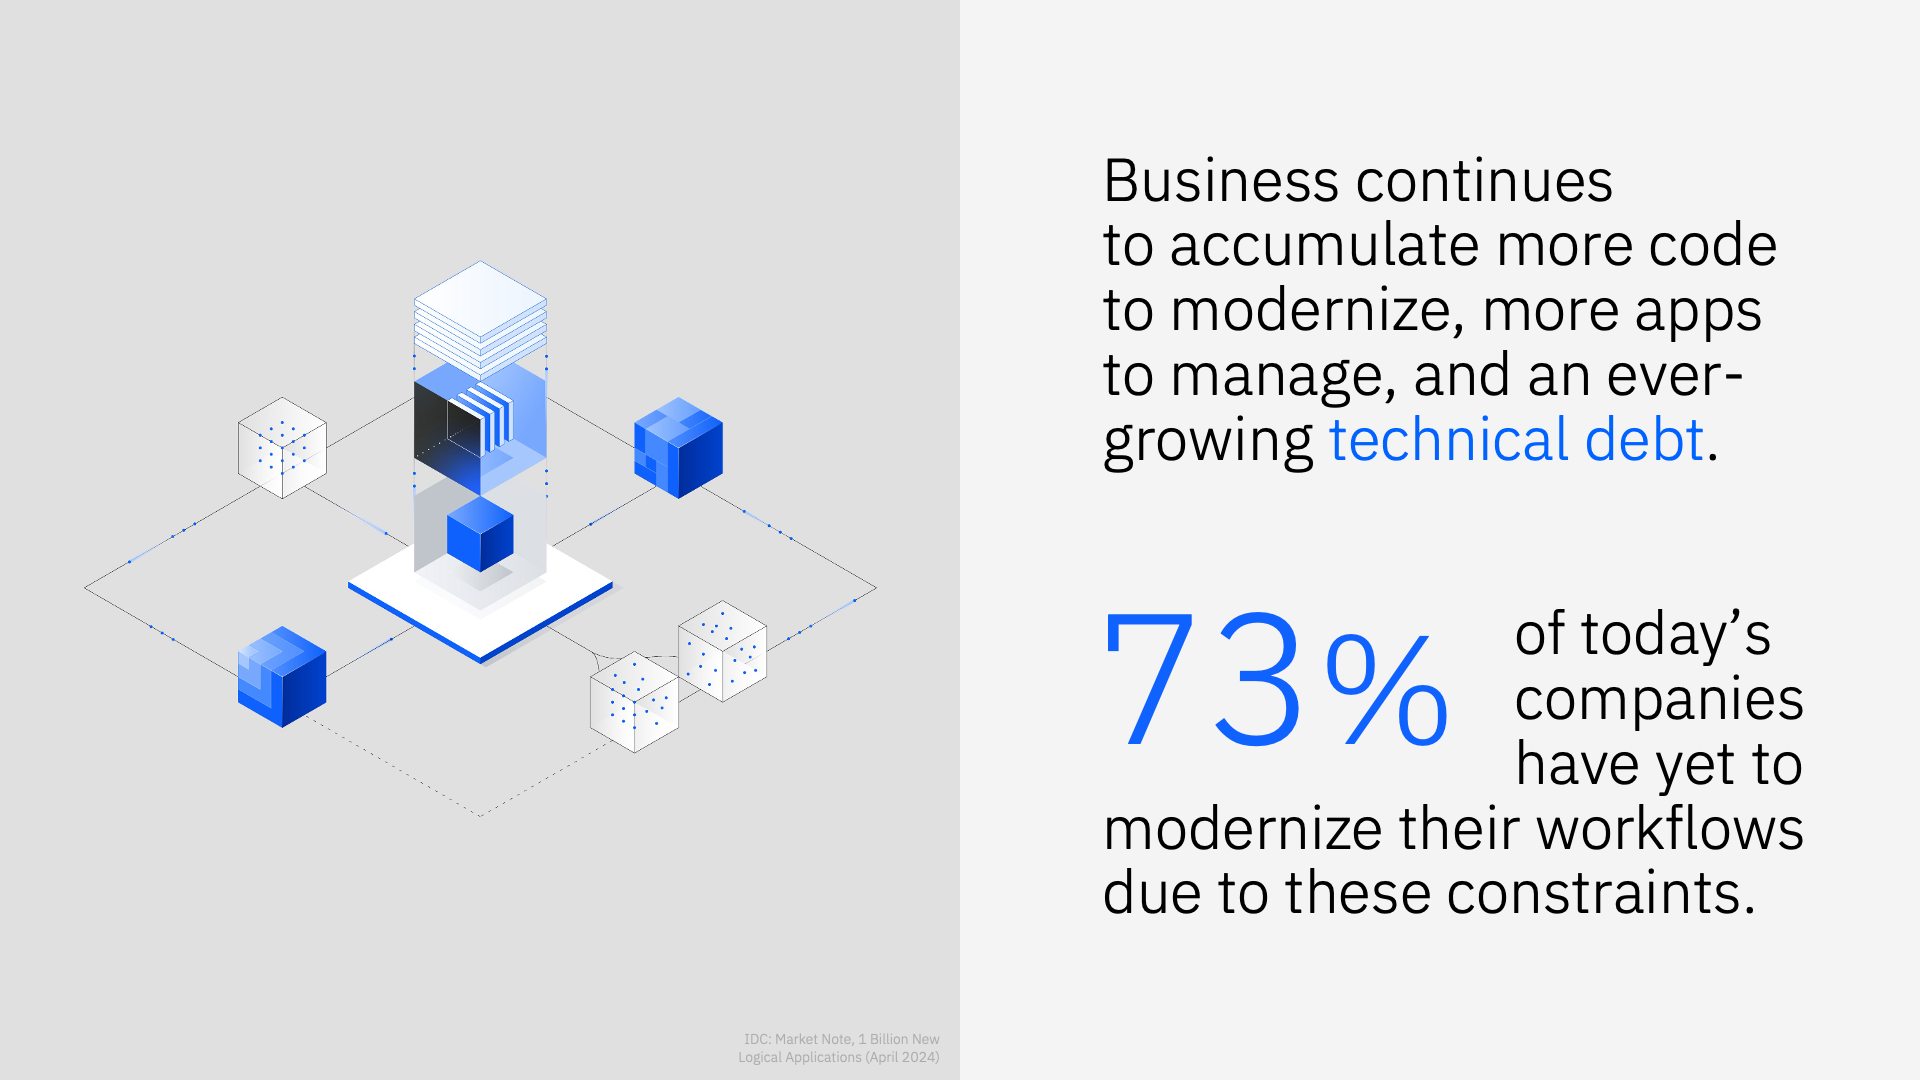 Business continues
to accumulate more code
to modernize, more apps
to manage, and an ever-
growing technical debt.
73% of today’s
companies
have yet to
modernize their workflows
due to these constraints.
IDC: Market Note, 1 Billion New
Logical Applications (April 2024)